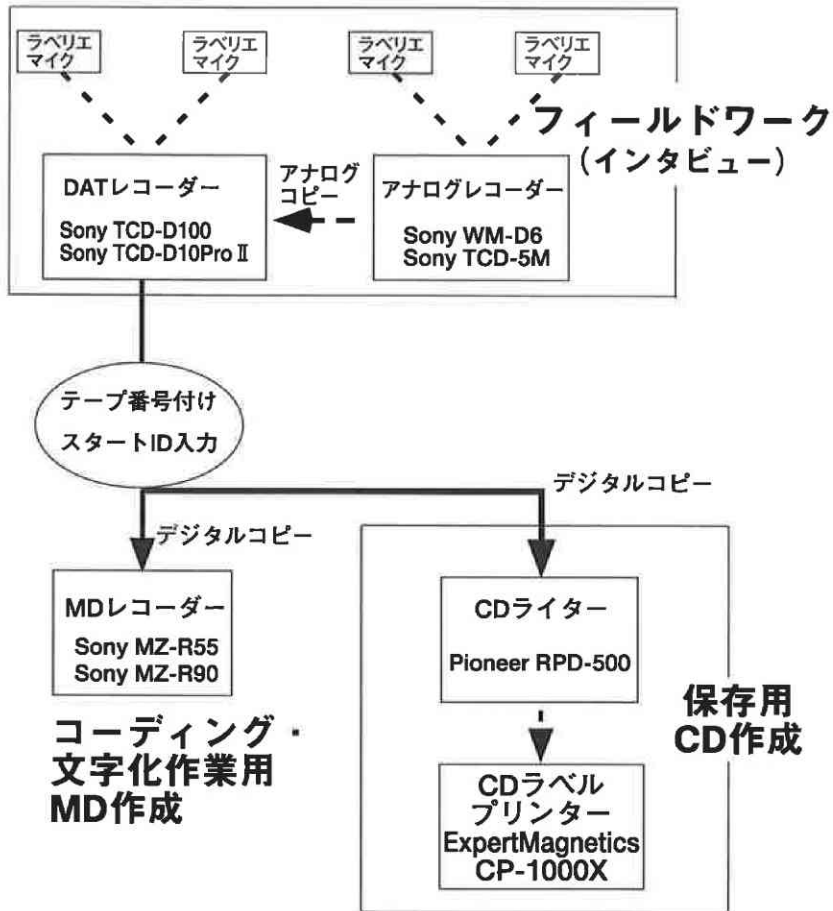 ラベリエ
マイク
ラベリエ
マイク
ラベリエ
マイク
ラベリエ
マイク
フィールドワーク
(インタビュー)
DATレコーダー
Sony TCD-D100
Sony TCD-D10Pro II
アナログ
コピー
アナログレコーダー
Sony WM-D6
Sony TCD-5M
テープ番号付け
スタートID入力
デジタルコピー
デジタルコピー
MDレコーダー
Sony MZ-R55
Sony MZ-R90
コーディング・
文字化作業用
MD作成
CDライター
Pioneer RPD-500
保存用
CD作成
CDラベル
プリンター
ExpertMagnetics
CP-1000X